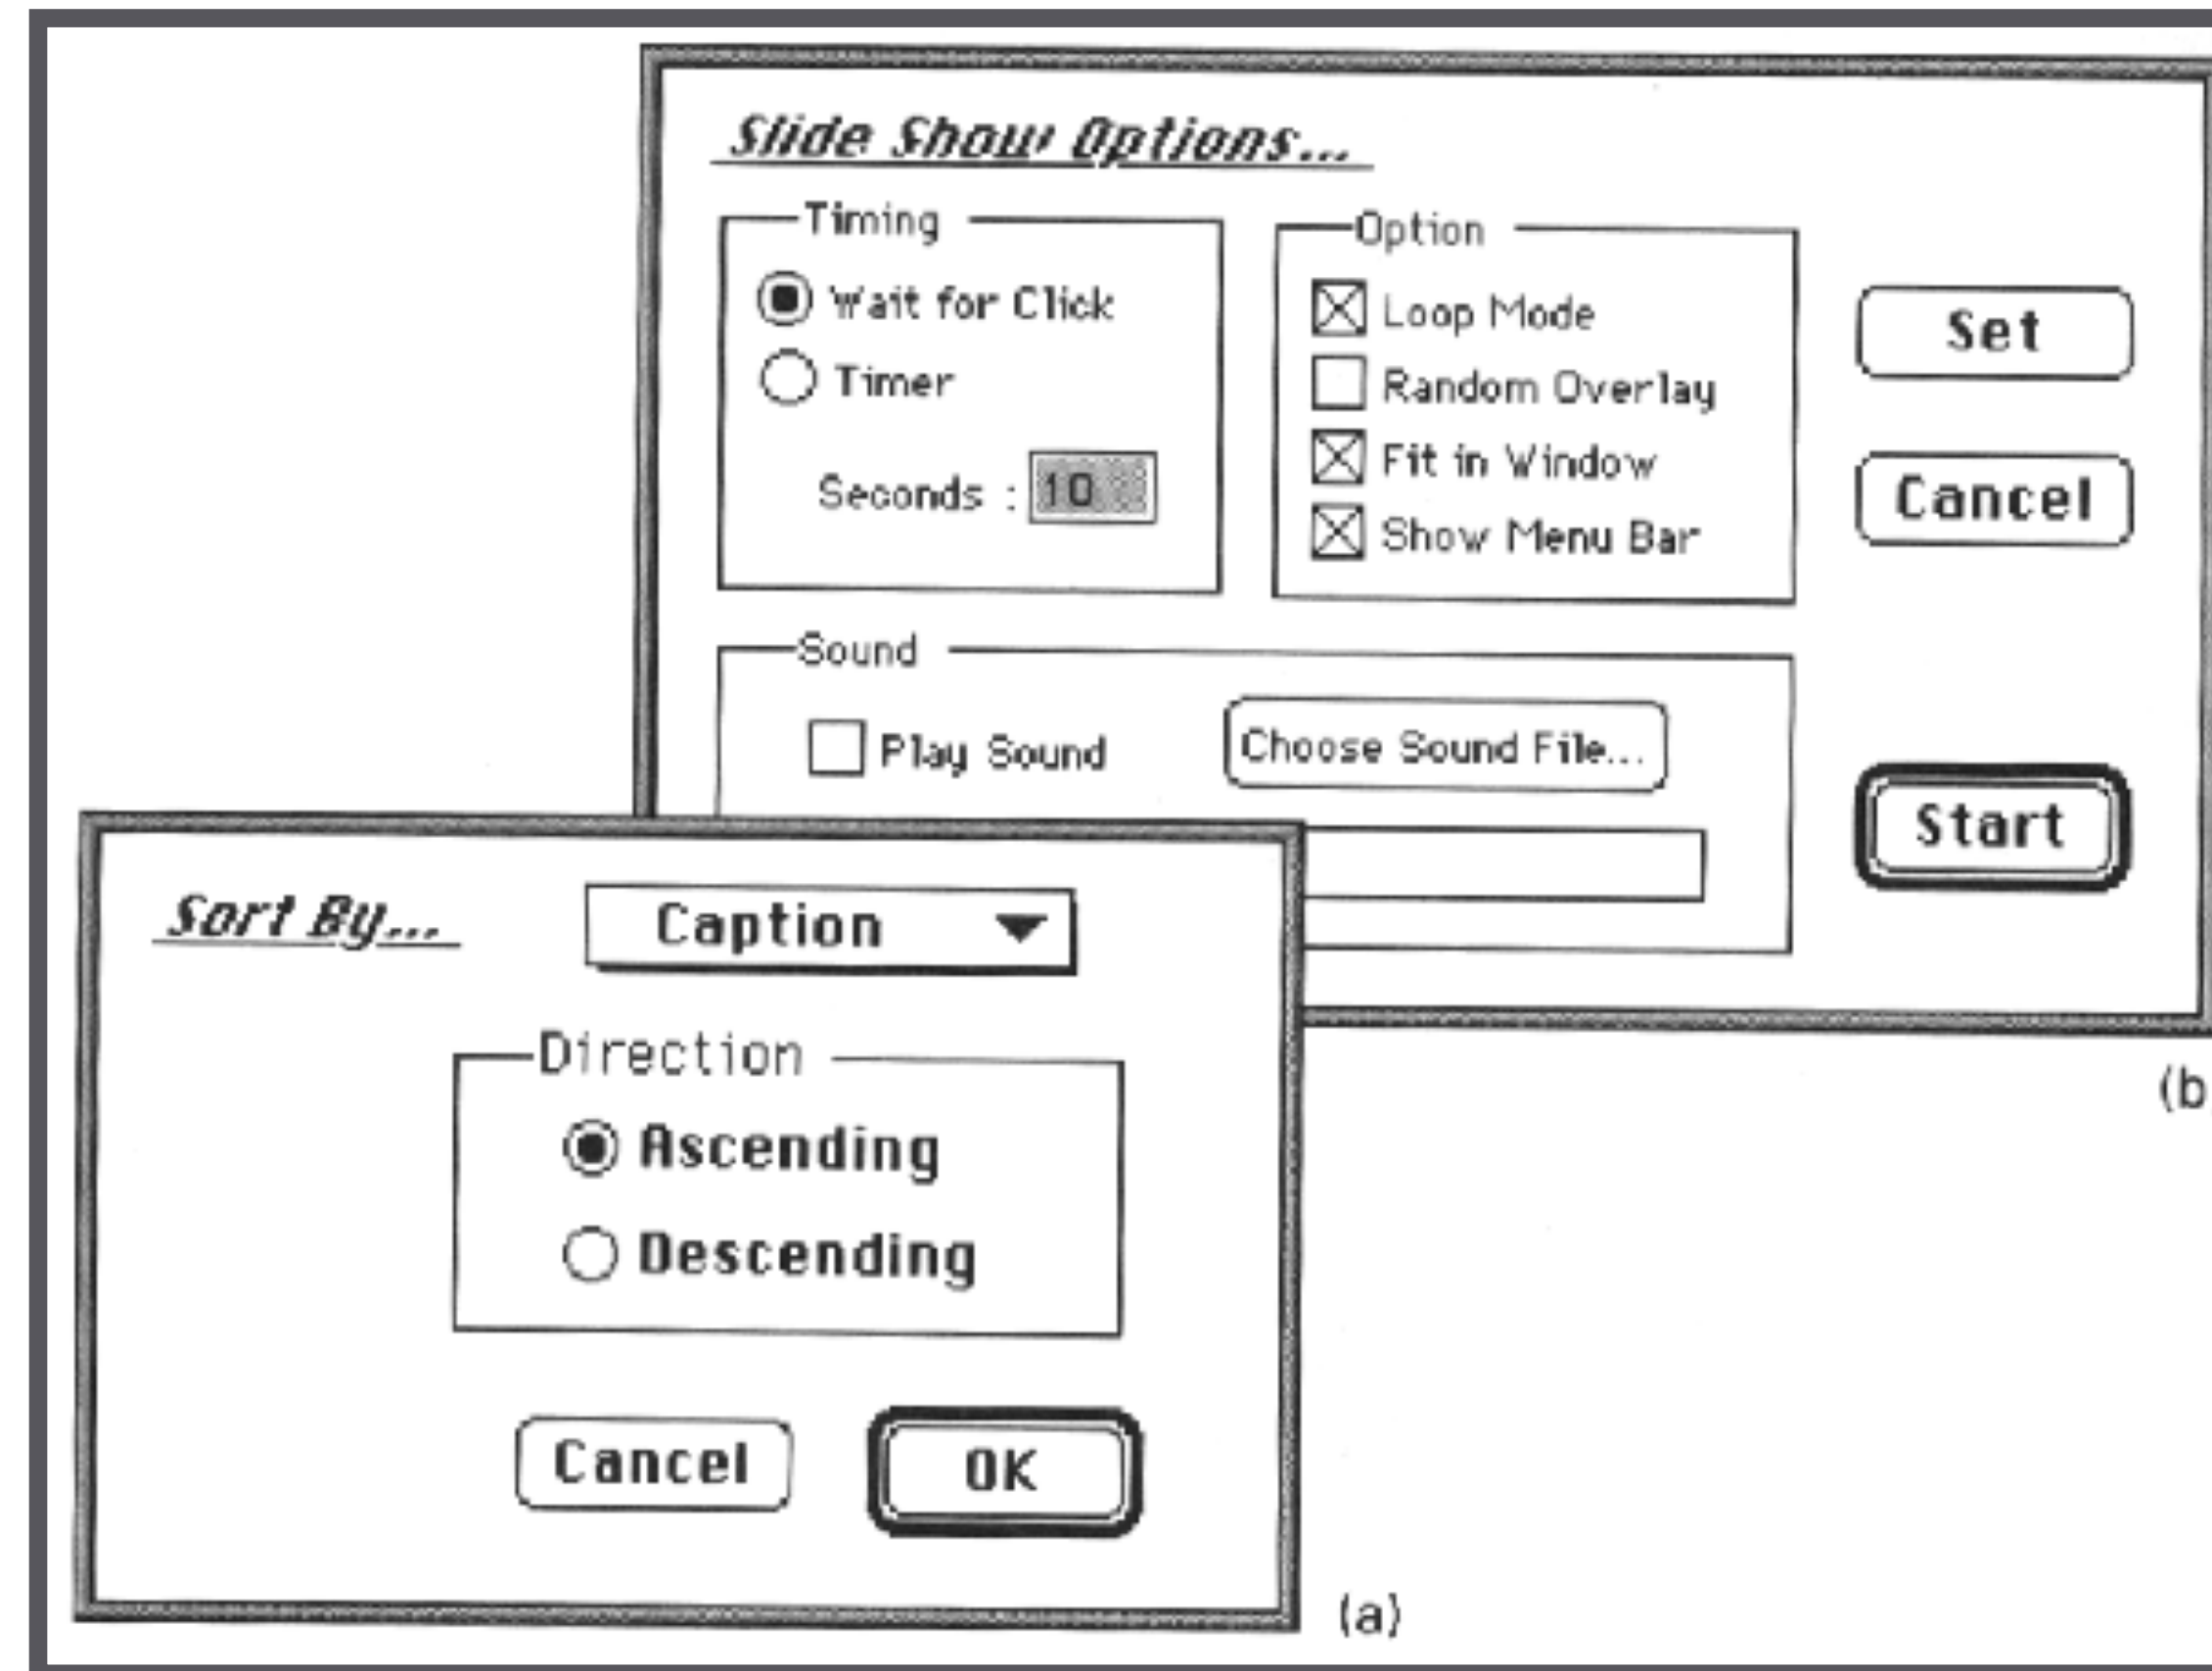 Slide Show Options...
Timing
Wait for Click
Timer
Seconds : 10
Option
Loop Mode
Random Overlay
Fit in Window
Show Menu Bar
Set
Cancel
Sound
Play Sound
Choose Sound File...
Start
(b
Sort By...
Caption
Direction
Ascending
Descending
Cancel
OK
(a)